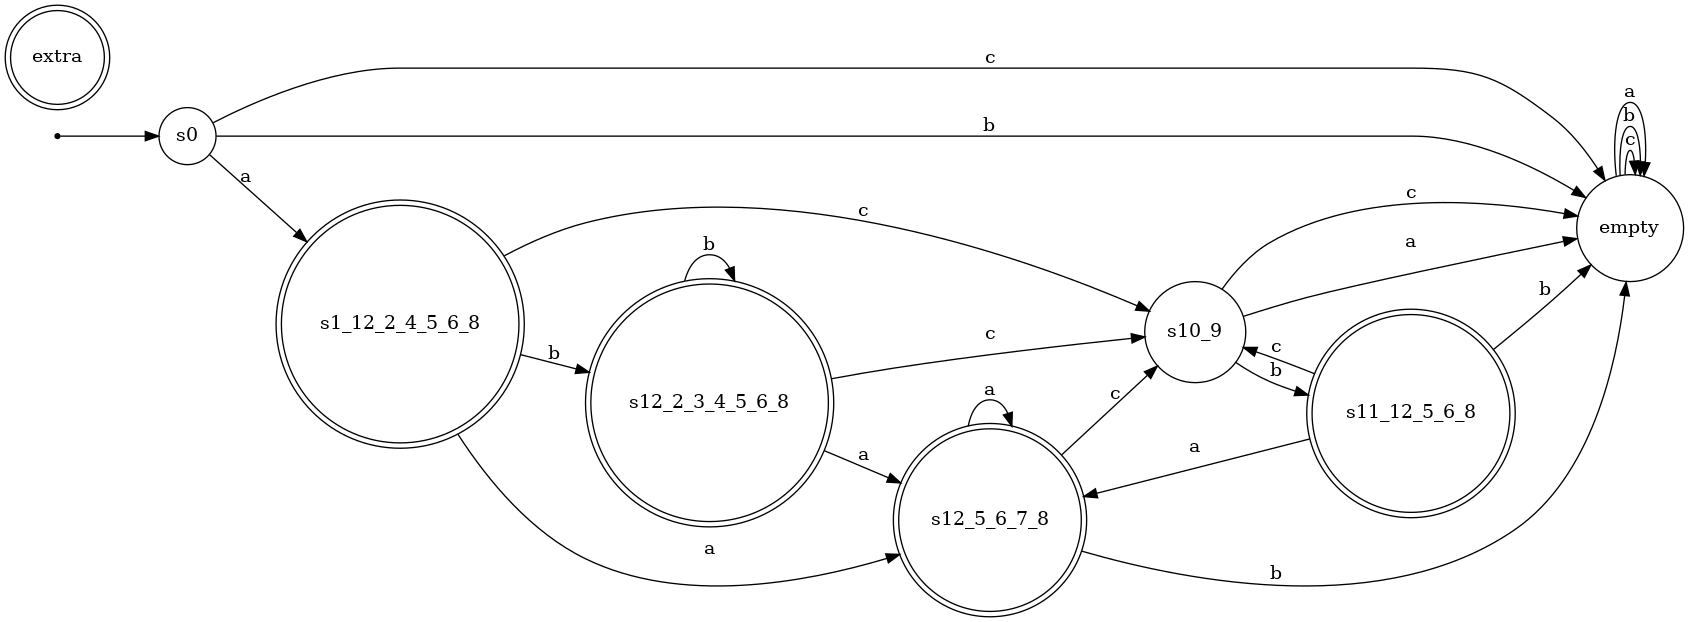 extra
c
s0
b
a
a
b
c
empty
c
b
c
a
s1_12_2_4_5_6_8
b
s12_2_3_4_5_6_8
c
s10_9
c
b
b
s11_12_5_6_8
a
a
c
a
s12_5_6_7_8
a
b